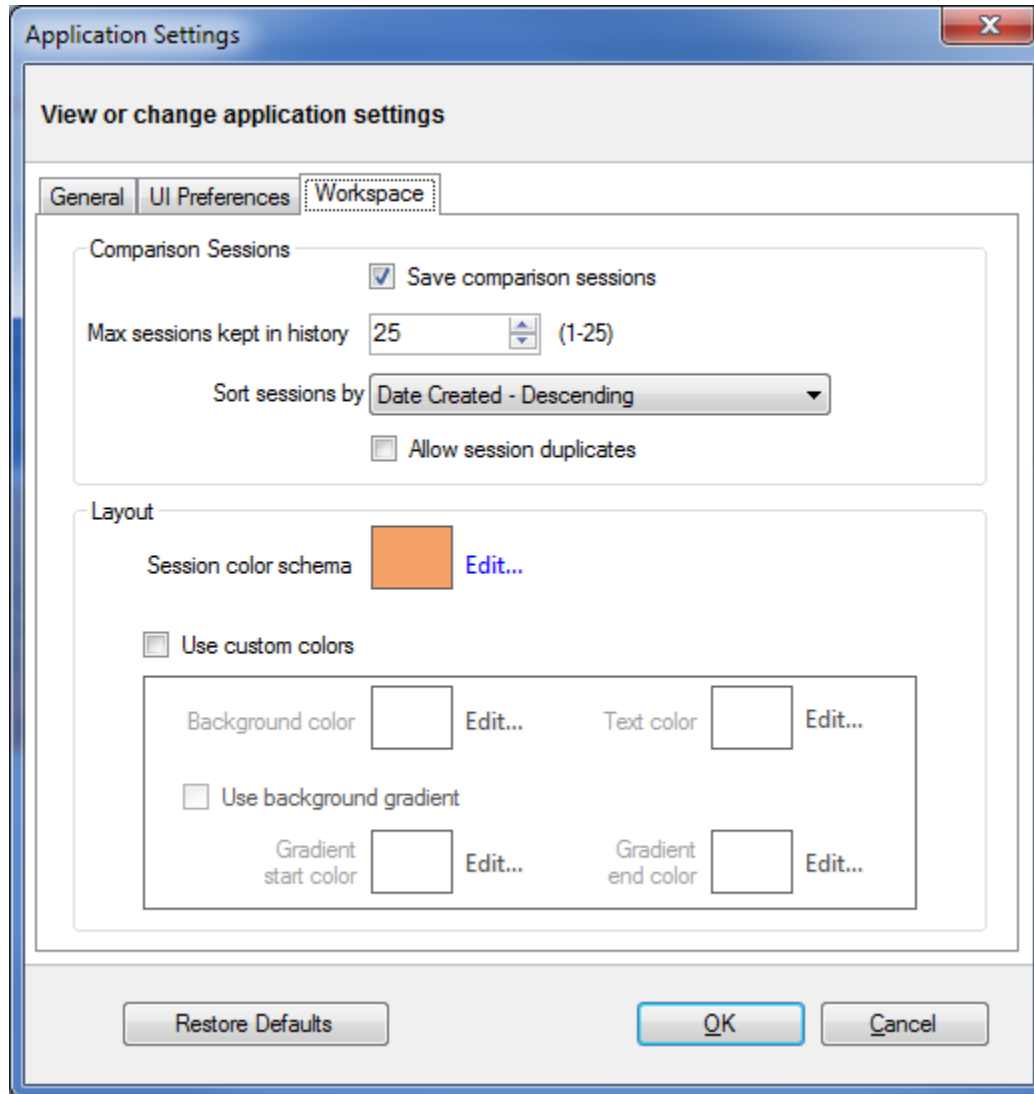 Application Settings
View or change application settings
General UI Preferences Workspace
Comparison Sessions
Save comparison sessions
Max sessions kept in history 25 (1-25)
Sort sessions by Date Created - Descending
Allow session duplicates
Layout
Session color schema Edit...
Use custom colors
Background color Edit... Text color Edit...
Use background gradient
Gradient
start color Edit...
Gradient
end color Edit...
Restore Defaults OK Cancel